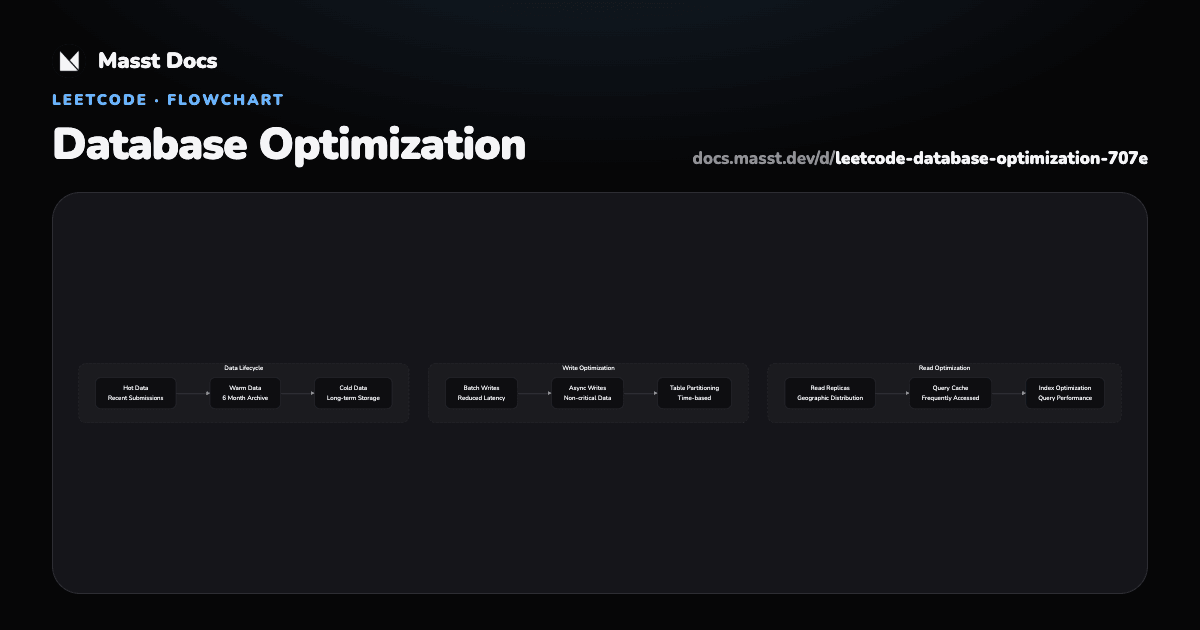 Masst Docs
LEETCODE · FLOWCHART
Database Optimization
docs.masst.dev/d/leetcode-database-optimization-707e
Data Lifecycle
Hot Data
Recent Submissions
Warm Data
6 Month Archive
Cold Data
Long-term Storage
Write Optimization
Batch Writes
Reduced Latency
Async Writes
Non-critical Data
Table Partitioning
Time-based
Read Optimization
Read Replicas
Geographic Distribution
Query Cache
Frequently Accessed
Index Optimization
Query Performance